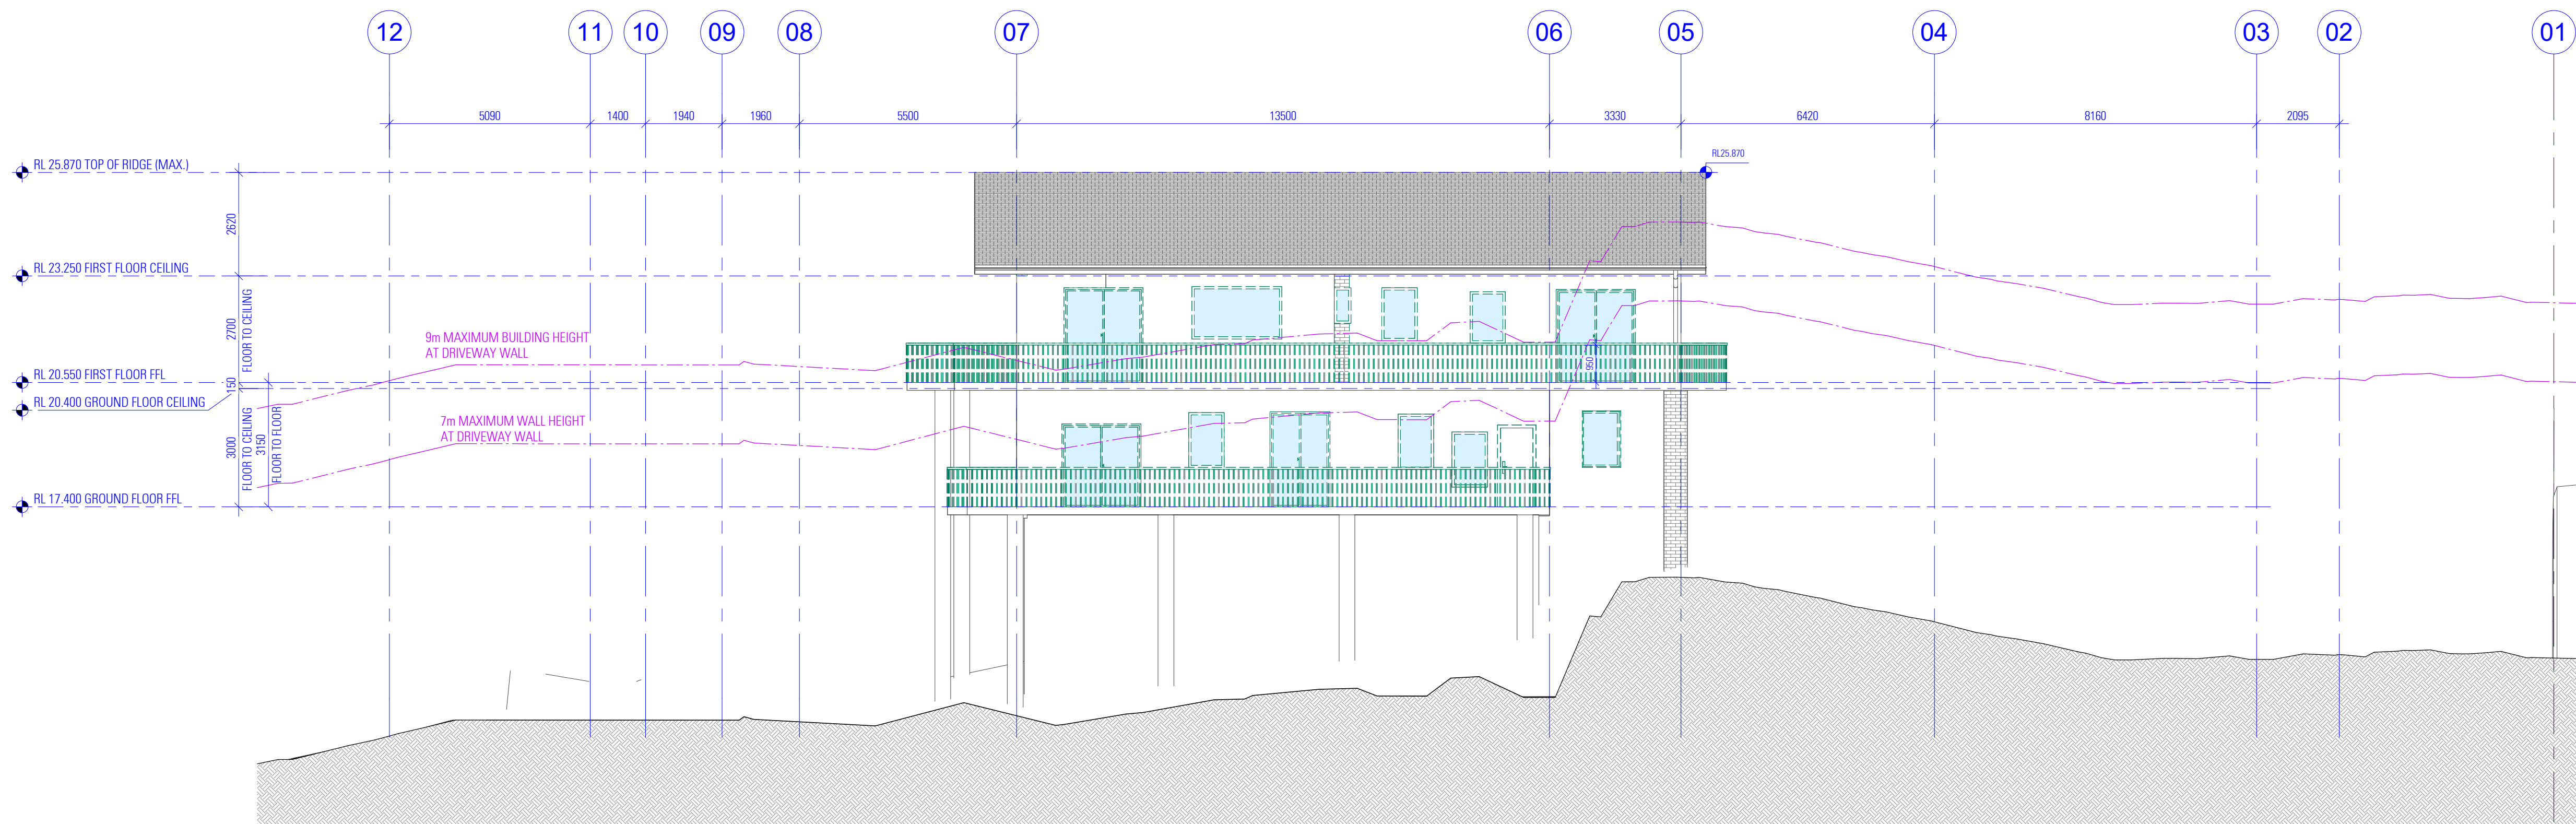 12
11
10
09
08
07
06
05
04
03
02
01
5090
1400
1940
1960
5500
13500
3330
6420
8160
2095
RL 25.870 TOP OF RIDGE (MAX.)
RL25.870
2620
RL 23.250 FIRST FLOOR CEILING
2700
FLOOR TO CEILING
9m MAXIMUM BUILDING HEIGHT
AT DRIVEWAY WALL
950
RL 20.550 FIRST FLOOR FFL
150
RL 20.400 GROUND FLOOR CEILING
7m MAXIMUM WALL HEIGHT
AT DRIVEWAY WALL
3000
FLOOR TO CEILING
3150
FLOOR TO FLOOR
RL 17.400 GROUND FLOOR FFL